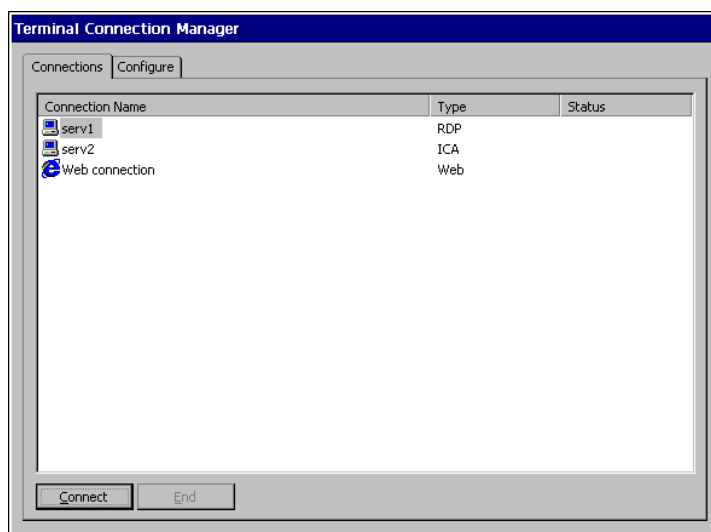 Terminal Connection Manager
Connections Configure
Connection Name Type Status
serv1 RDP
serv2 ICA
Web connection Web
Connect End